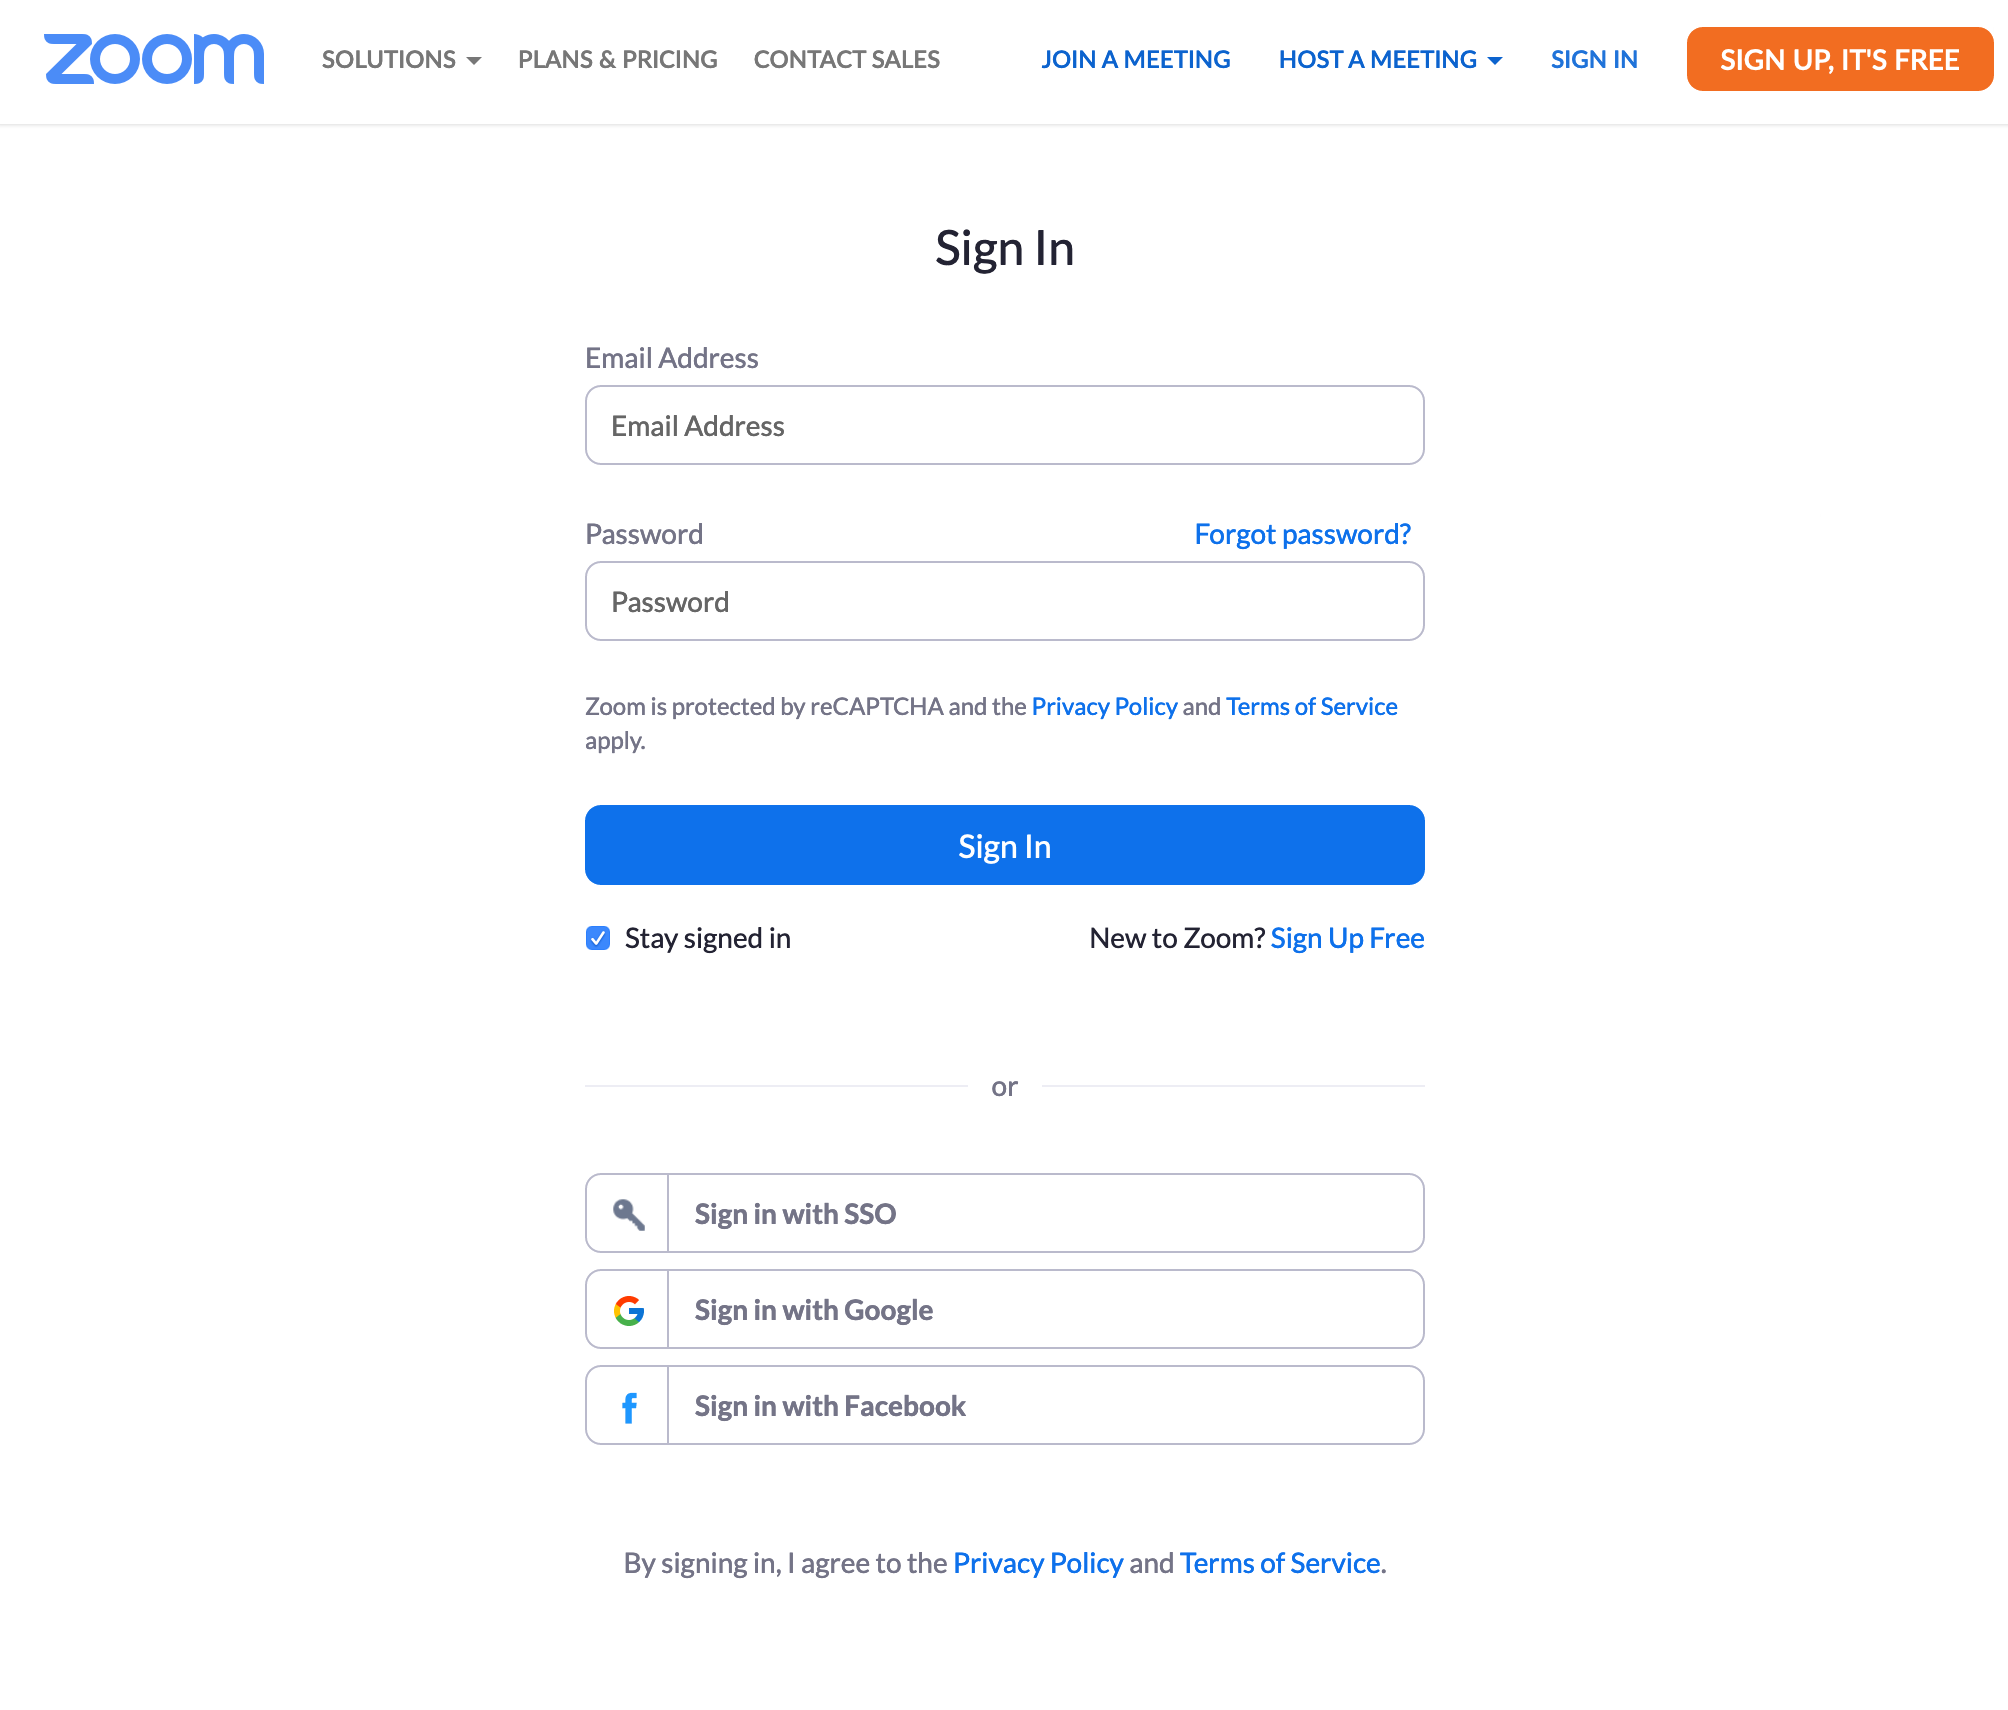 zoom
SOLUTIONS PLANS & PRICING CONTACT SALES JOIN A MEETING HOST A MEETING SIGN IN SIGN UP, IT'S FREE
Sign In
Email Address
Email Address
Password Forgot password?
Password
Zoom is protected by reCAPTCHA and the Privacy Policy and Terms of Service
apply.
Sign In
Stay signed in New to Zoom? Sign Up Free
or
Sign in with SSO
Sign in with Google
Sign in with Facebook
By signing in, I agree to the Privacy Policy and Terms of Service.